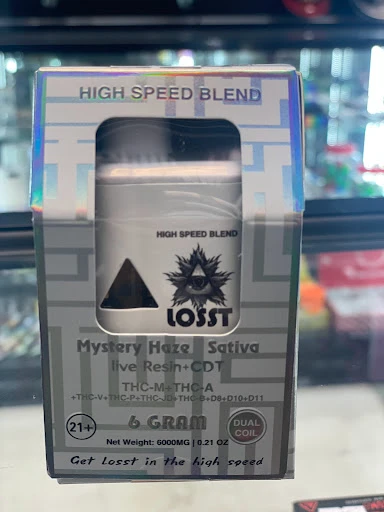 HIGH SPEED BLEND
HIGH SPEED BLEND
LOSST
Mystery Haze Sativa
live Resin+CDT
THC-M+THC-A
+THC-V+THC-P+THC-JD+THC-B+D8+D10+D11
6 GRAM
21+
DUAL
COIL
Net Weight: 6000MG | 0.21 OZ
Get Losst in the high speed